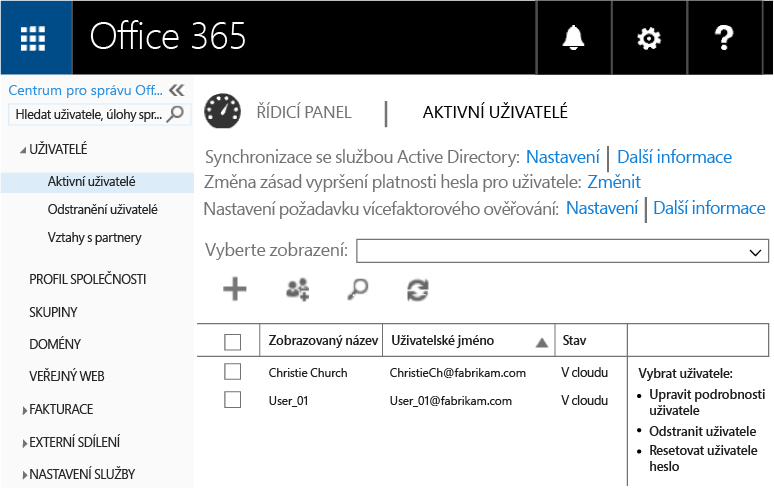 Office 365
?
Centrum pro správu Off...
Hledat uživatele, úlohy spr...
UŽIVATELÉ
Aktivní uživatelé
Odstranění uživatelé
Vztahy s partnery
PROFIL SPOLEČNOSTI
SKUPINY
DOMÉNY
VEŘEJNÝ WEB
FAKTURACE
EXTERNÍ SDÍLENÍ
NASTAVENÍ SLUŽBY
ŘÍDICÍ PANEL | AKTIVNÍ UŽIVATELÉ
Synchronizace se službou Active Directory: Nastavení | Další informace
Změna zásad vypršení platnosti hesla pro uživatele: Změnit
Nastavení požadavku vícefaktorového ověřování: Nastavení | Další informace
Vyberte zobrazení:
Zobrazovaný název Uživatelské jméno Stav
Christie Church ChristieCh@fabrikam.com V cloudu
User_01 User_01@fabrikam.com V cloudu
Vybrat uživatele:
• Upravit podrobnosti
uživatele
• Odstranit uživatele
• Resetovat uživatele
heslo